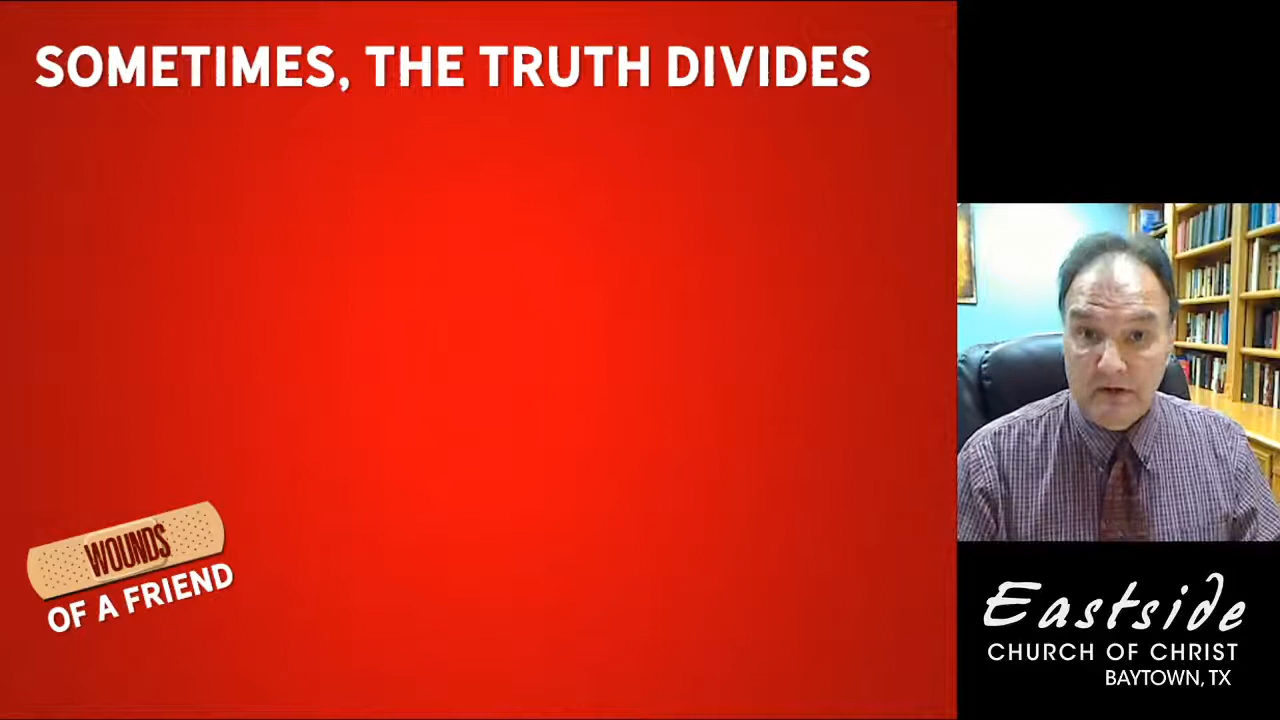 SOMETIMES, THE TRUTH DIVIDES
WOUNDS
OF A FRIEND
Eastside
CHURCH OF CHRIST
BAYTOWN, TX